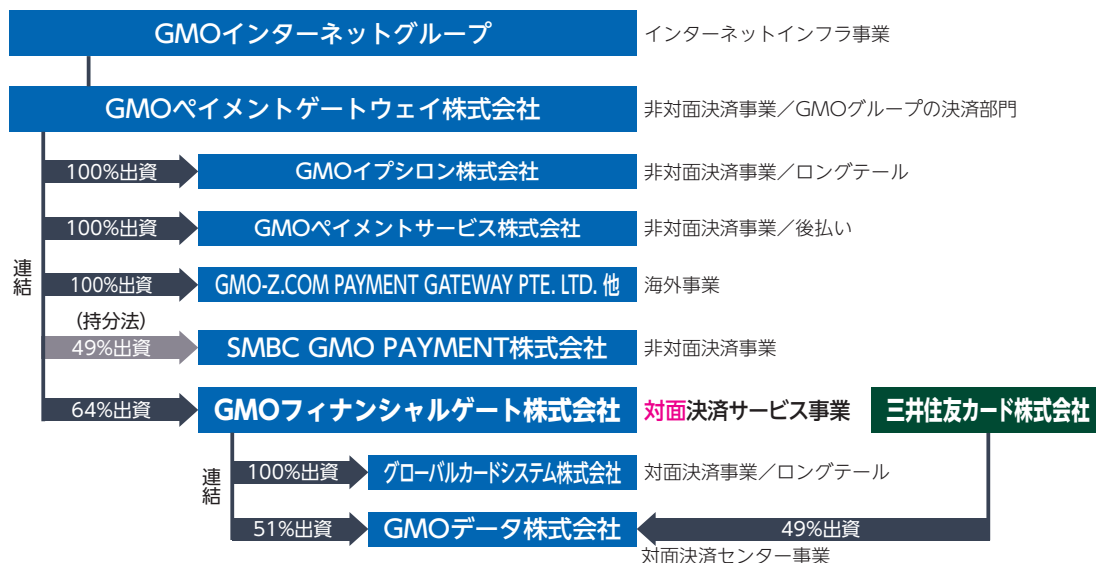 GMOインターネットグループ
インターネットインフラ事業
GMOペイメントゲートウェイ株式会社
非対面決済事業／GMOグループの決済部門
連結
100%出資
GMOイプシロン株式会社
非対面決済事業／ロングテール
100%出資
GMOペイメントサービス株式会社
非対面決済事業／後払い
100%出資
GMO-Z.COM PAYMENT GATEWAY PTE. LTD. 他
海外事業
(持分法)
49%出資
SMBC GMO PAYMENT株式会社
非対面決済事業
64%出資
GMOフィナンシャルゲート株式会社
対面決済サービス事業
三井住友カード株式会社
連結
100%出資
グローバルカードシステム株式会社
対面決済事業／ロングテール
51%出資
GMOデータ株式会社
49%出資
対面決済センター事業